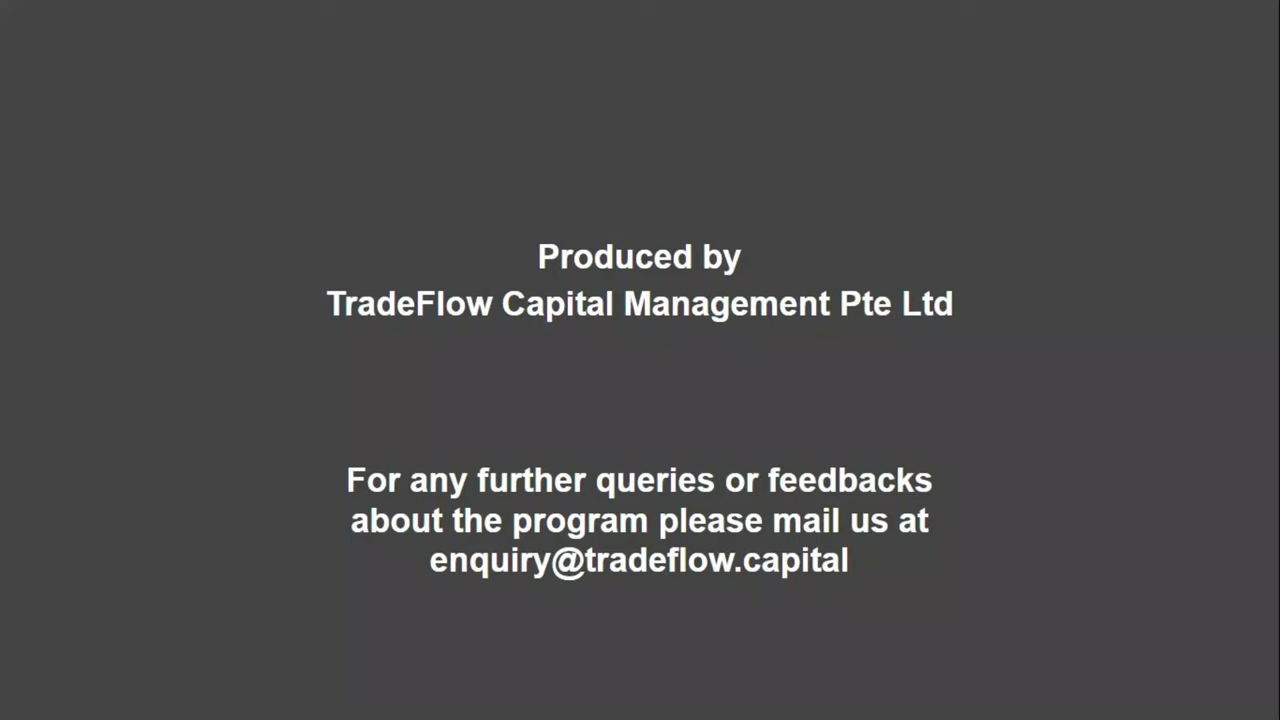 Produced by
TradeFlow Capital Management Pte Ltd
For any further queries or feedbacks
about the program please mail us at
enquiry@tradeflow.capital